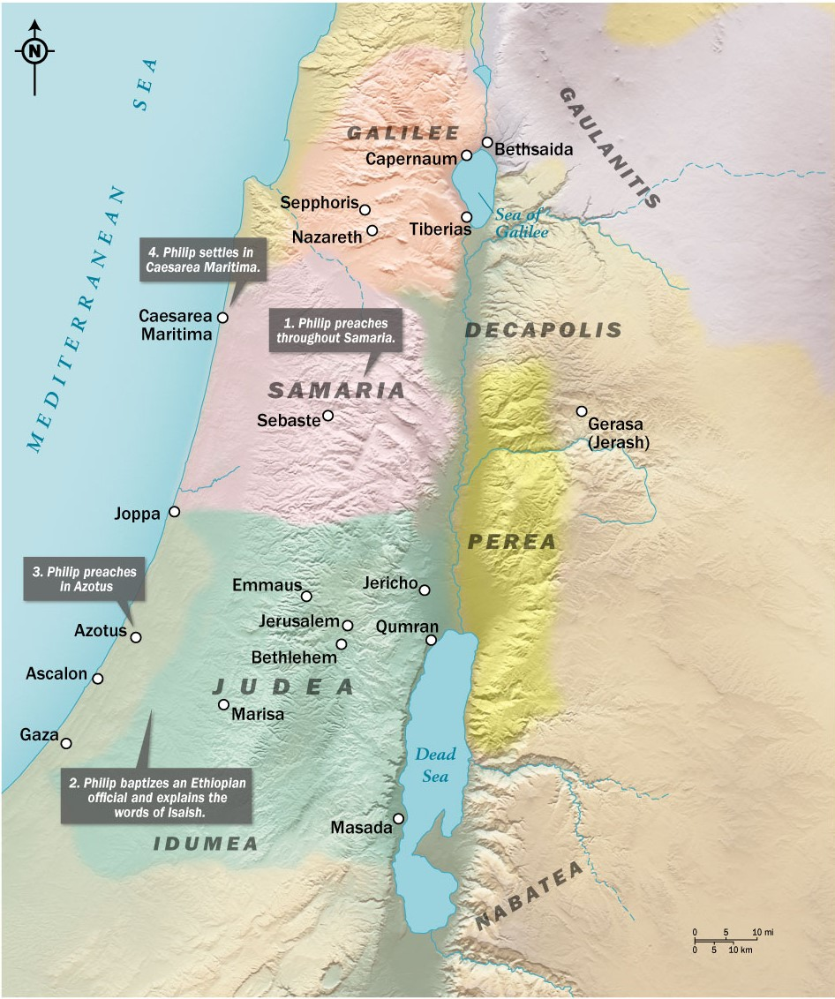 N
MEDITERRANEAN SEA
GALILEE
GAULANITIS
Bethsaida
Capernaum
Sepphoris
Nazareth
Tiberias
Sea of
Galilee
4. Philip settles in
Caesarea Maritima.
Caesarea
Maritima
1. Philip preaches
throughout Samaria.
DECAPOLIS
SAMARIA
Sebaste
Gerasa
(Jerash)
Joppa
PEREA
3. Philip preaches
in Azotus
Emmaus
Jericho
Jerusalem
Qumran
Azotus
Bethlehem
Ascalon
JUDEA
Marisa
Gaza
Dead
Sea
2. Philip baptizes an Ethiopian
official and explains the
words of Isaish.
Masada
IDUMEA
NABATEA
0 5 10 mi
0 5 10 km